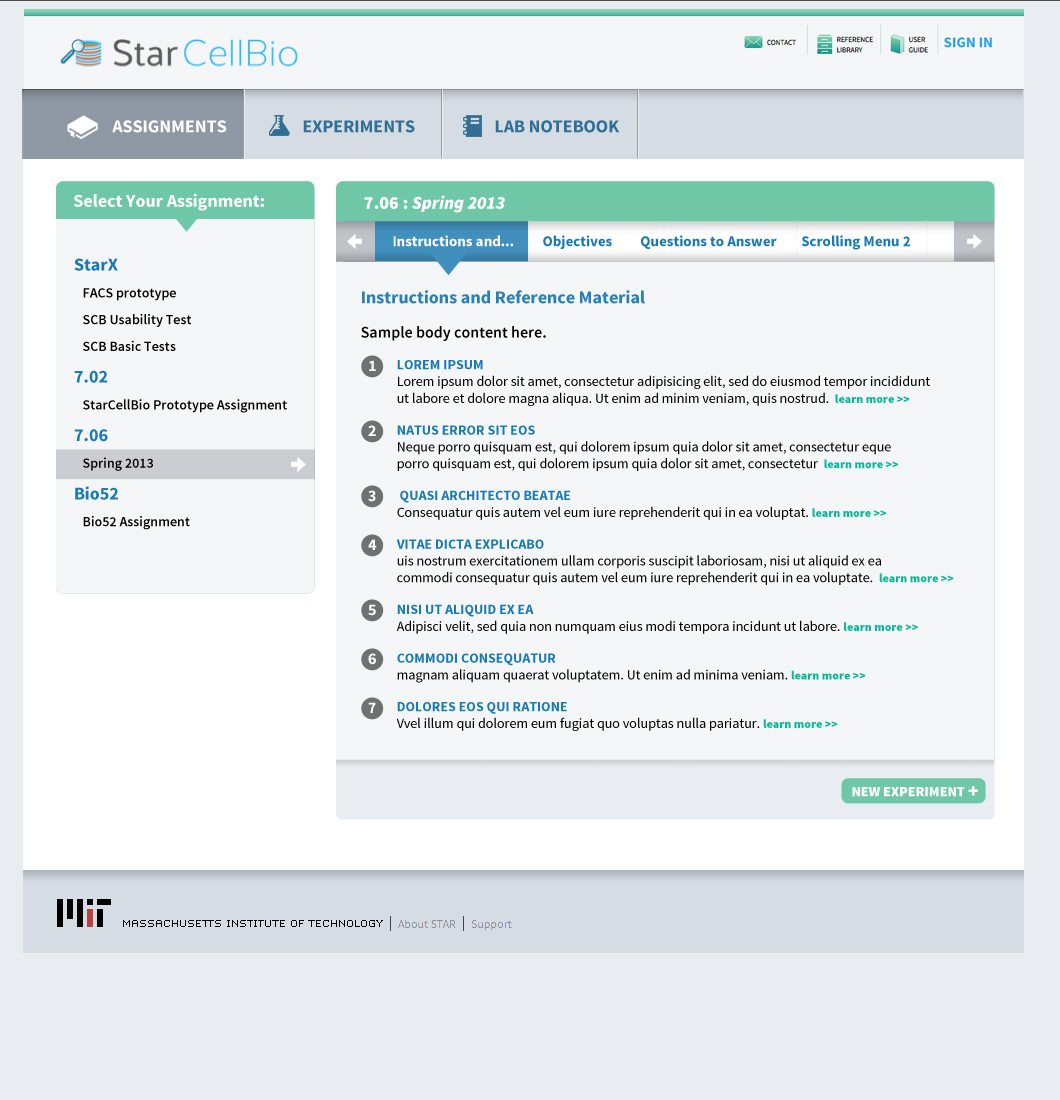 StarCellBio
CONTACT
REFERENCE
LIBRARY
USER
GUIDE
SIGN IN
ASSIGNMENTS
EXPERIMENTS
LAB NOTEBOOK
Select Your Assignment:
StarX
FACS prototype
SCB Usability Test
SCB Basic Tests
7.02
StarCellBio Prototype Assignment
7.06
Spring 2013
Bio52
Bio52 Assignment
7.06 : Spring 2013
Instructions and...
Objectives
Questions to Answer
Scrolling Menu 2
Instructions and Reference Material
Sample body content here.
1 LOREM IPSUM
Lorem ipsum dolor sit amet, consectetur adipisicing elit, sed do eiusmod tempor incididunt
ut labore et dolore magna aliqua. Ut enim ad minim veniam, quis nostrud. learn more >>
2 NATUS ERROR SIT EOS
Neque porro quisquam est, qui dolorem ipsum quia dolor sit amet, consectetur eque
porro quisquam est, qui dolorem ipsum quia dolor sit amet, consectetur learn more >>
3 QUASI ARCHITECTO BEATAE
Consequatur quis autem vel eum iure reprehenderit qui in ea voluptat. learn more >>
4 VITAE DICTA EXPLICABO
uis nostrum exercitationem ullam corporis suscipit laboriosam, nisi ut aliquid ex ea
commodi consequatur quis autem vel eum iure reprehenderit qui in ea voluptate. learn more >>
5 NISI UT ALIQUID EX EA
Adipisci velit, sed quia non numquam eius modi tempora incidunt ut labore. learn more >>
6 COMMODI CONSEQUATUR
magnam aliquam quaerat voluptatem. Ut enim ad minima veniam. learn more >>
7 DOLORES EOS QUI RATIONE
Vvel illum qui dolorem eum fugiat quo voluptas nulla pariatur. learn more >>
NEW EXPERIMENT +
MIT MASSACHUSETTS INSTITUTE OF TECHNOLOGY | About STAR | Support